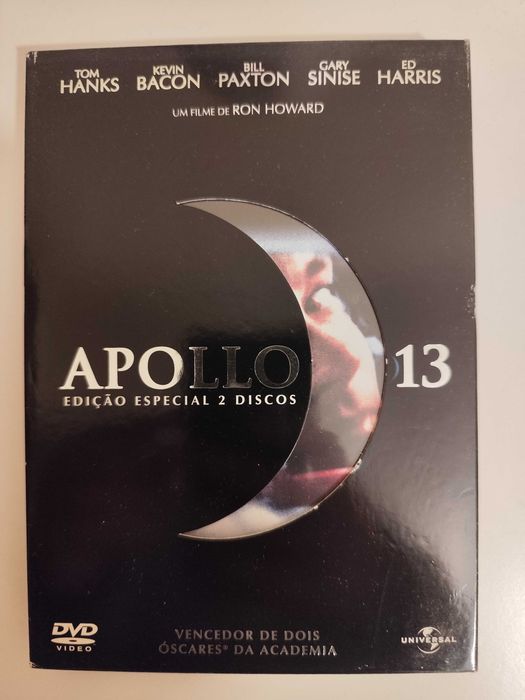 TOM HANKS KEVIN BACON BILL PAXTON GARY SINISE ED HARRIS
UM FILME DE RON HOWARD
APOLLO 13
EDIÇÃO ESPECIAL 2 DISCOS
VENCEDOR DE DOIS
ÓSCARES® DA ACADEMIA
DVD
VIDEO
UNIVERSAL